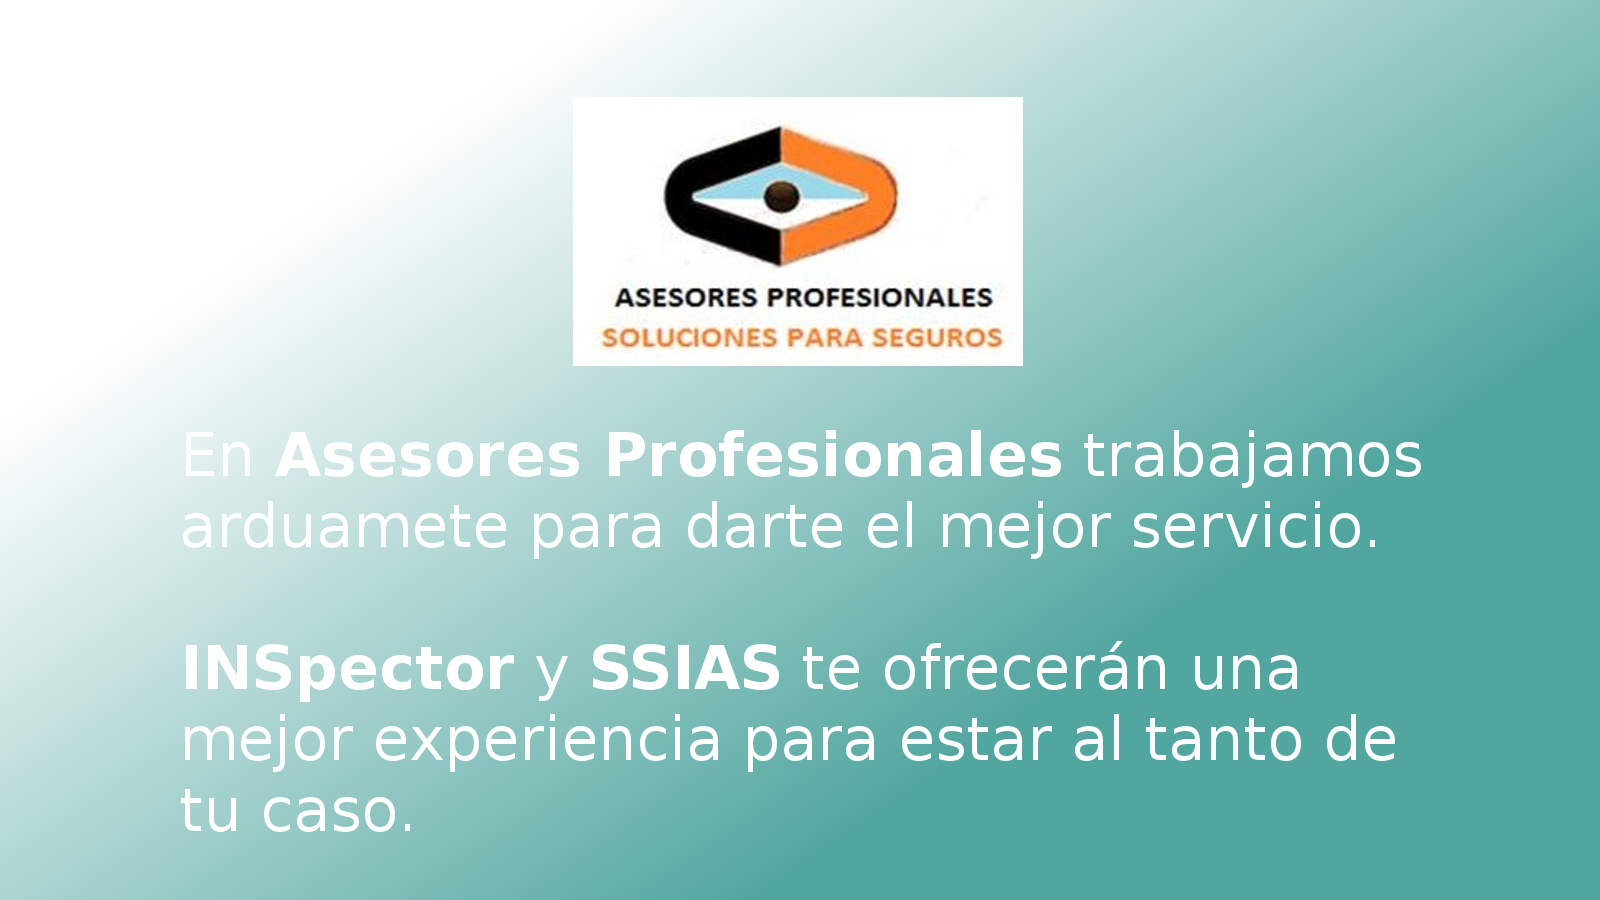 ASESORES PROFESIONALES
SOLUCIONES PARA SEGUROS
En Asesores Profesionales trabajamos
arduamete para darte el mejor servicio.
INSpector y SSIAS te ofrecerán una
mejor experiencia para estar al tanto de
tu caso.